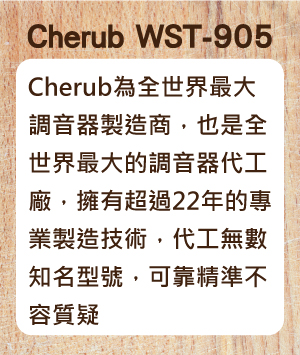 Cherub WST-905
Cherub為全世界最大
調音器製造商，也是全
世界最大的調音器代工
廠，擁有超過22年的專
業製造技術，代工無數
知名型號，可靠精準不
容質疑